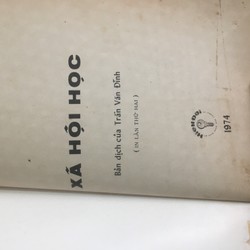 XÃ HỘI HỌC
Bản dịch của Trần Văn Đĩnh
( IN LẦN THỨ HAI )
1974